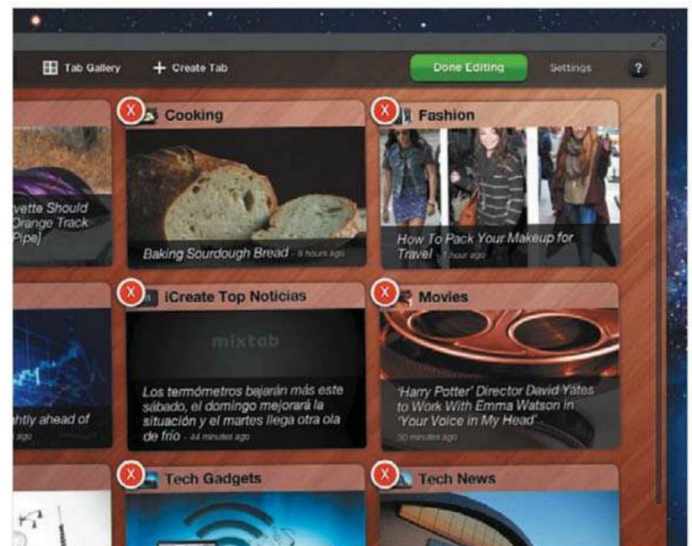 Tab Gallery
+ Create Tab
Done Editing
Settings
?
X Cooking
X Fashion
vette Should
Orange Track
Pipe]
Baking Sourdough Bread - 8 hours ago
How To Pack Your Makeup for
Travel - 1 hour ago
X iCreate Top Noticias
X Movies
mixtab
htly ahead of
ago
Los termómetros bajarán más este
sábado, el domingo mejorará la
situación y el martes llega otra ola
de frío - 44 minutes ago
'Harry Potter' Director David Yates
to Work With Emma Watson in
'Your Voice in My Head'
30 minutes ago
X Tech Gadgets
X Tech News